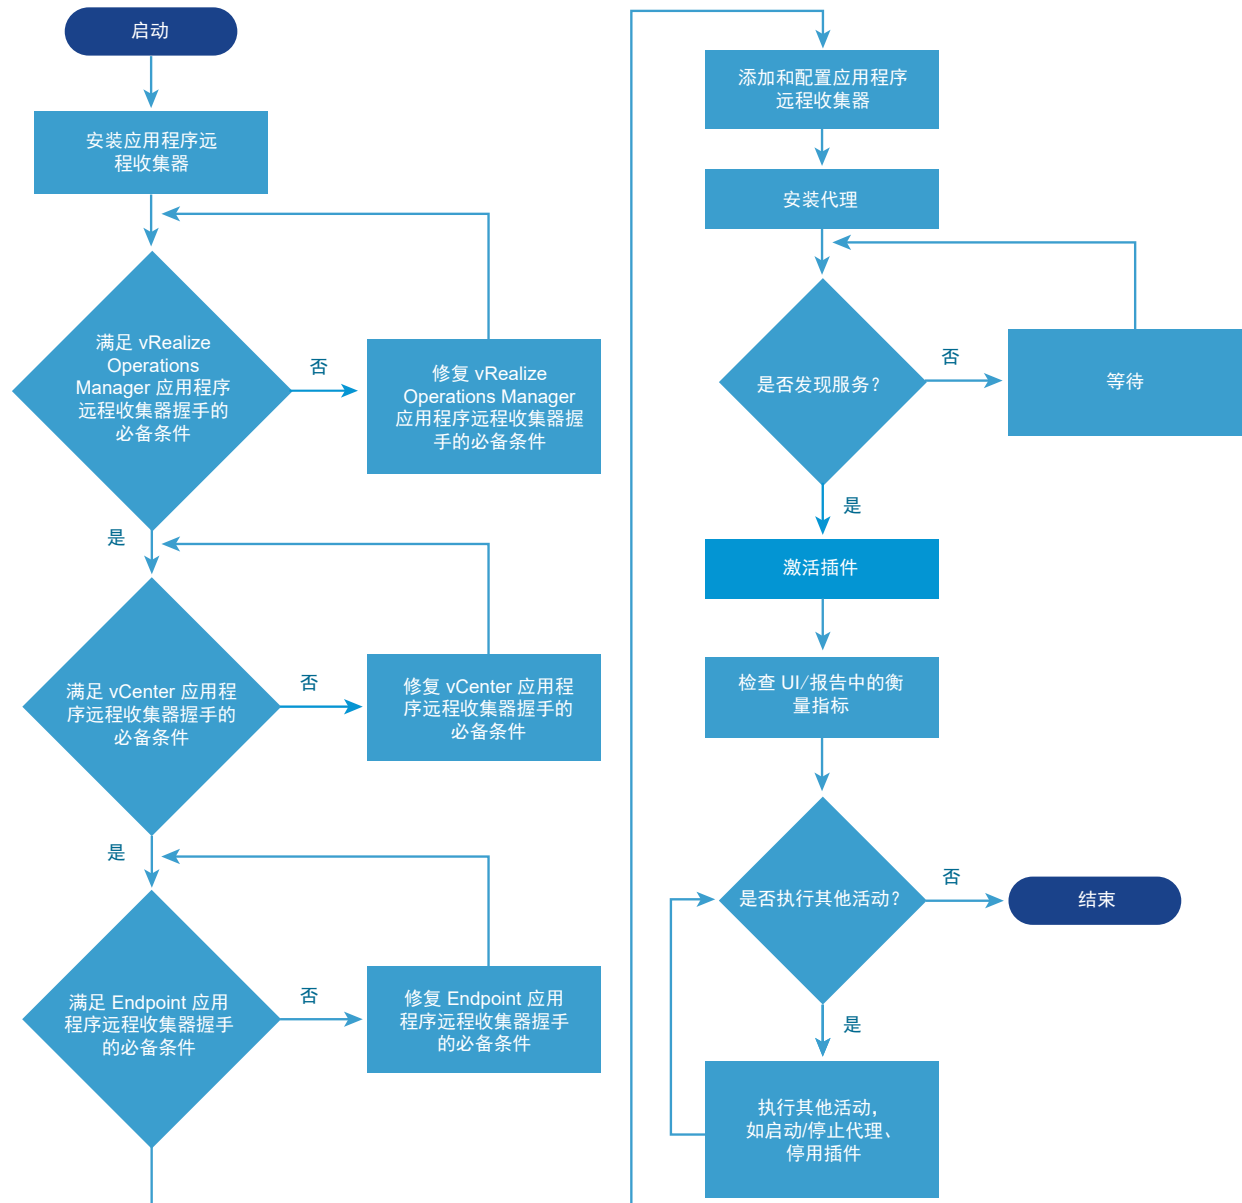 启动
安装应用程序远
程收集器
满足 vRealize
Operations
Manager 应用程序
远程收集器握手的
必备条件
否
修复 vRealize
Operations Manager
应用程序远程收集器握
手的必备条件
是
满足 vCenter 应用程
序远程收集器握手的
必备条件
否
修复 vCenter 应用程
序远程收集器握手的
必备条件
是
满足 Endpoint 应用
程序远程收集器握手
的必备条件
否
修复 Endpoint 应用
程序远程收集器握手
的必备条件
添加和配置应用程序
远程收集器
安装代理
是否发现服务？
否
等待
是
激活插件
检查 UI/报告中的衡
量指标
是否执行其他活动？
否
结束
是
执行其他活动，
如启动/停止代理、
停用插件